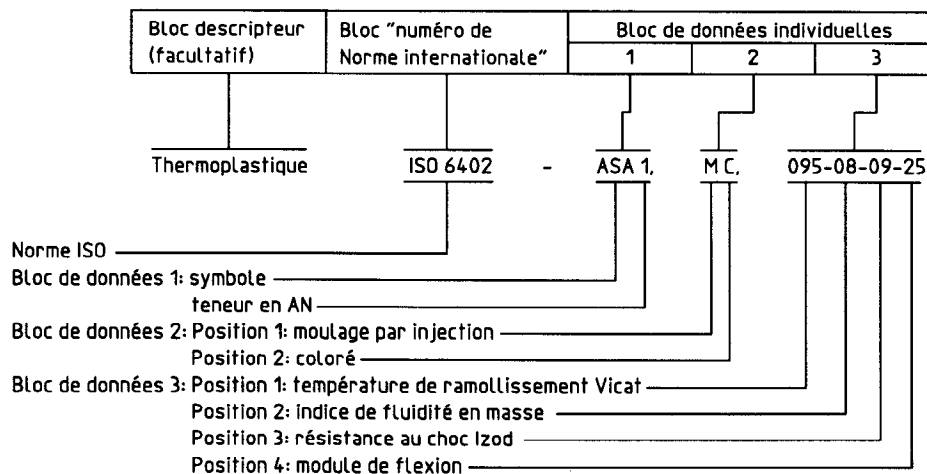 Bloc descripteur
(facultatif)
Bloc "numéro de
Norme internationale"
Bloc de données individuelles
1 2 3
Thermoplastique ISO 6402 - ASA 1, M C, 095-08-09-25
Norme ISO
Bloc de données 1: symbole
teneur en AN
Bloc de données 2: Position 1: moulage par injection
Position 2: coloré
Bloc de données 3: Position 1: température de ramollissement Vicat
Position 2: indice de fluidité en masse
Position 3: résistance au choc Izod
Position 4: module de flexion